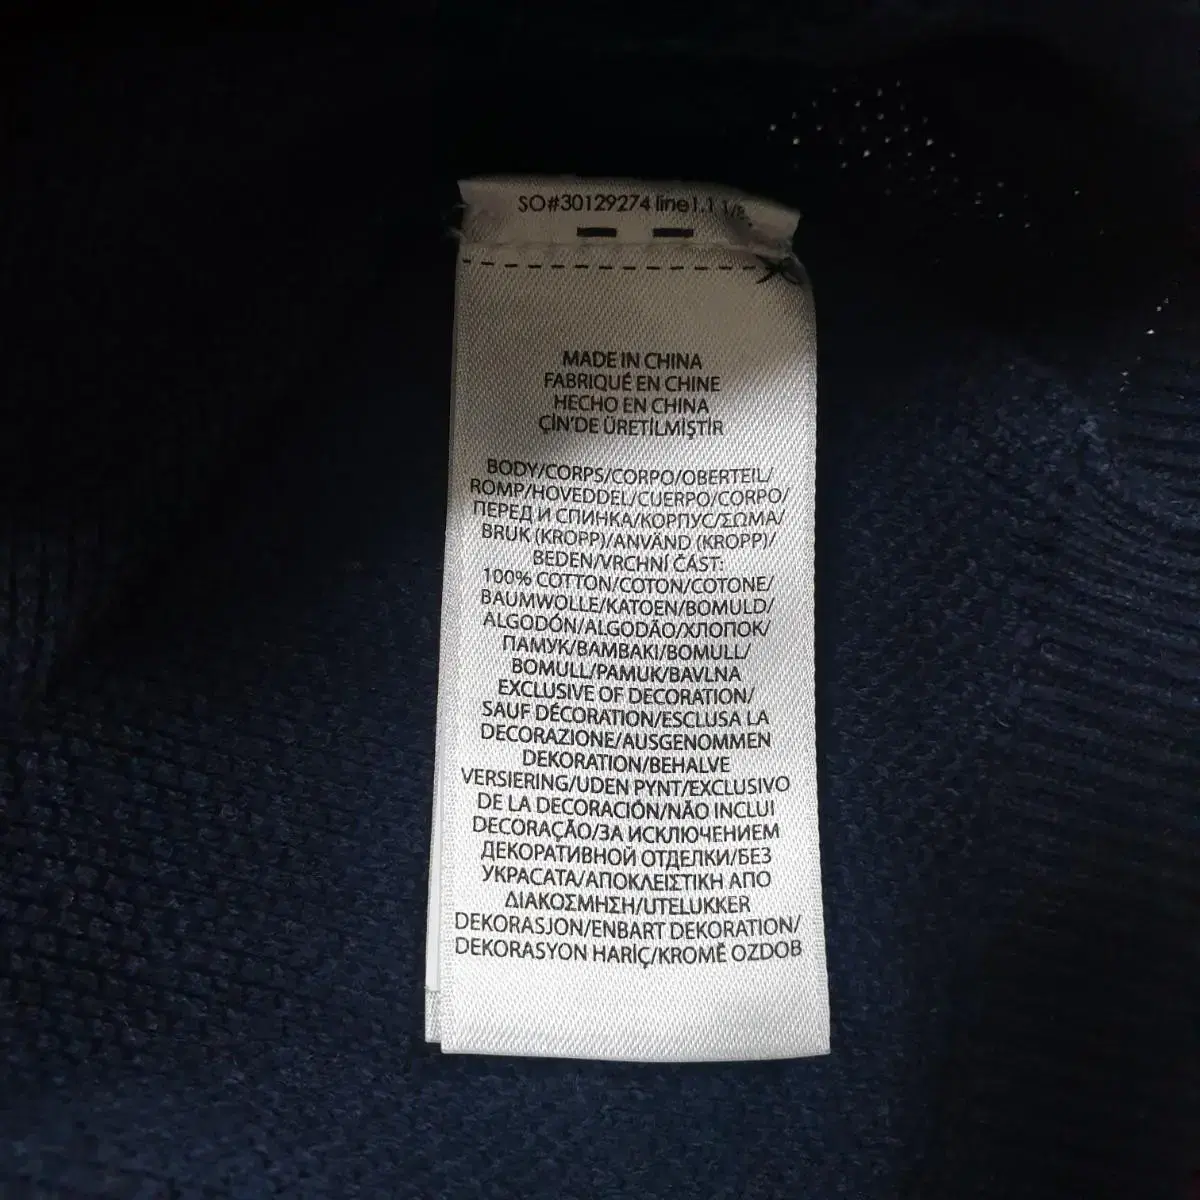 SO#30129274 line1.1 1/8
MADE IN CHINA
FABRIQUÉ EN CHINE
HECHO EN CHINA
ÇİN'DE ÜRETİLMİŞTİR
BODY/CORPS/CORPO/OBERTEIL/
ROMP/HOVEDDEL/CUERPO/CORPO/
ПЕРЕД И СПИНКА/КОРПУС/ΣΩΜΑ/
BRUK (KROPP)/ANVÄND (KROPP)/
BEDEN/VRCHNÍ ČÁST:
100% COTTON/COTON/COTONE/
BAUMWOLLE/KATOEN/BOMULD/
ALGODÓN/ALGODÃO/ХЛОПОК/
ПАМУК/BAMBAKI/BOMULL/
BOMULL/PAMUK/BAVLNA
EXCLUSIVE OF DECORATION/
SAUF DÉCORATION/ESCLUSA LA
DECORAZIONE/AUSGENOMMEN
DEKORATION/BEHALVE
VERSIERING/UDEN PYNT/EXCLUSIVO
DE LA DECORACIÓN/NÃO INCLUI
DECORAÇÃO/ЗА ИСКЛЮЧЕНИЕМ
ДЕКОРАТИВНОЙ ОТДЕЛКИ/БЕЗ
УКРАСАТА/ΑΠΟΚΛΕΙΣΤΙΚΗ ΑΠΟ
ΔΙΑΚΟΣΜΗΣΗ/UTELUKKER
DEKORASJON/ENBART DEKORATION/
DEKORASYON HARİÇ/KROMĚ OZDOB